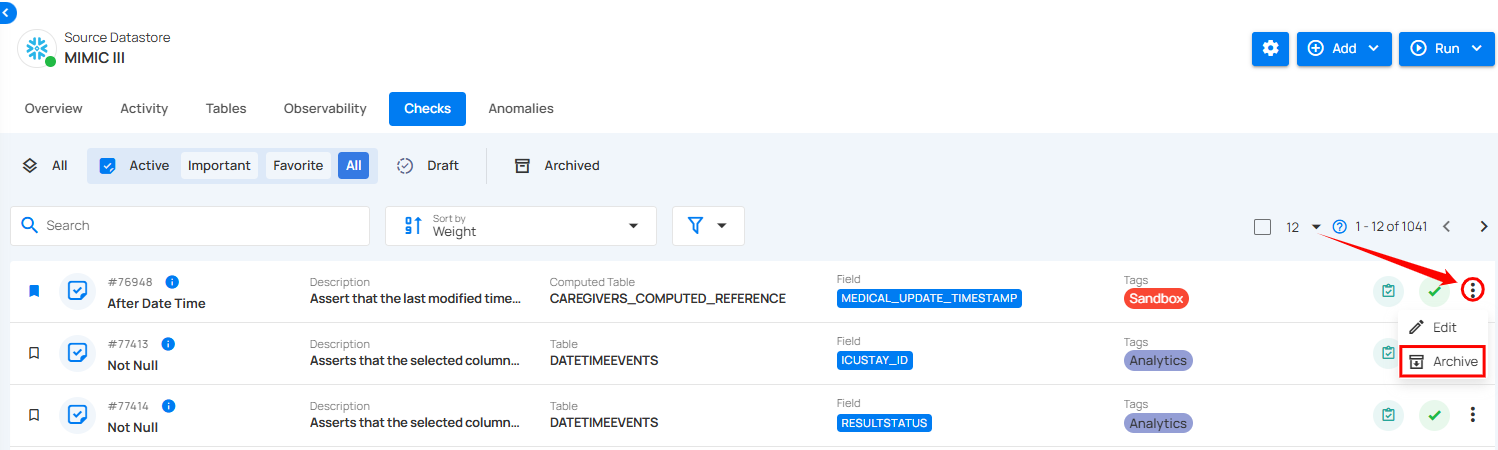 Source Datastore
MIMIC III
Add
Run
Overview
Activity
Tables
Observability
Checks
Anomalies
All
Active
Important
Favorite
All
Draft
Archived
Search
Sort by
Weight
12
1 - 12 of 1041
#76948
After Date Time
Description
Assert that the last modified time...
Computed Table
CAREGIVERS_COMPUTED_REFERENCE
Field
MEDICAL_UPDATE_TIMESTAMP
Tags
Sandbox
Edit
Archive
#77413
Not Null
Description
Asserts that the selected column...
Table
DATETIMEEVENTS
Field
ICUSTAY_ID
Tags
Analytics
#77414
Not Null
Description
Asserts that the selected column...
Table
DATETIMEEVENTS
Field
RESULTSTATUS
Tags
Analytics